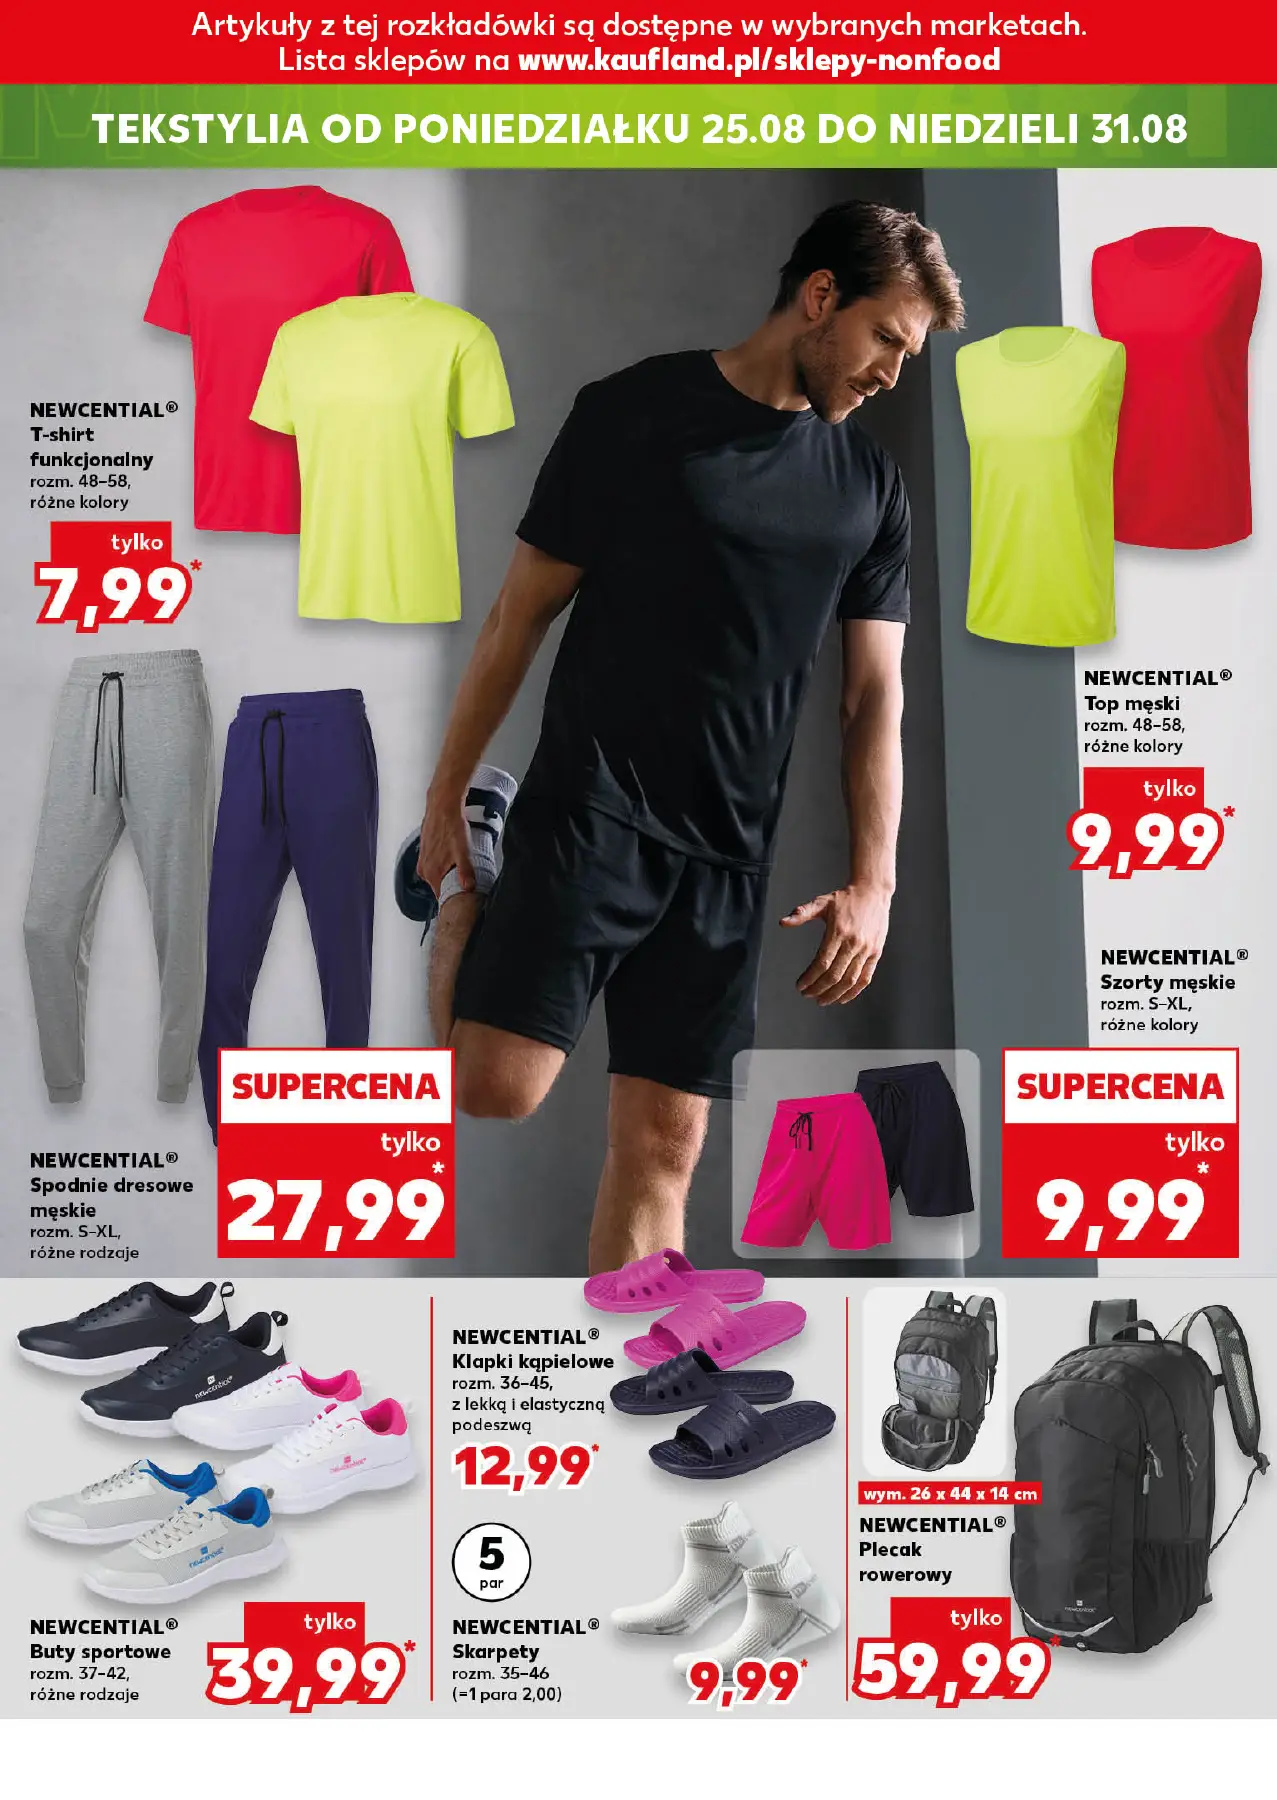 Artykuły z tej rozkładówki są dostępne w wybranych marketach.
Lista sklepów na www.kaufland.pl/sklepy-nonfood
TEKSTYLIA OD PONIEDZIAŁKU 25.08 DO NIEDZIELI 31.08
NEWCENTIAL®
T-shirt
funkcjonalny
rozm. 48–58,
różne kolory
tylko
7,99*
NEWCENTIAL®
Top męski
rozm. 48–58,
różne kolory
tylko
9,99*
NEWCENTIAL®
Szorty męskie
rozm. S–XL,
różne kolory
SUPERCENA
tylko
9,99*
NEWCENTIAL®
Spodnie dresowe
męskie
rozm. S–XL,
różne rodzaje
SUPERCENA
tylko
27,99*
newcential®
newcential®
newcential®
NEWCENTIAL®
Buty sportowe
rozm. 37–42,
różne rodzaje
tylko
39,99*
NEWCENTIAL®
Klapki kąpielowe
rozm. 36–45,
z lekką i elastyczną
podeszwą
12,99*
5
par
NEWCENTIAL®
Skarpety
rozm. 35–46
(=1 para 2,00)
9,99*
wym. 26 x 44 x 14 cm
NEWCENTIAL®
Plecak
rowerowy
newcential®
tylko
59,99*